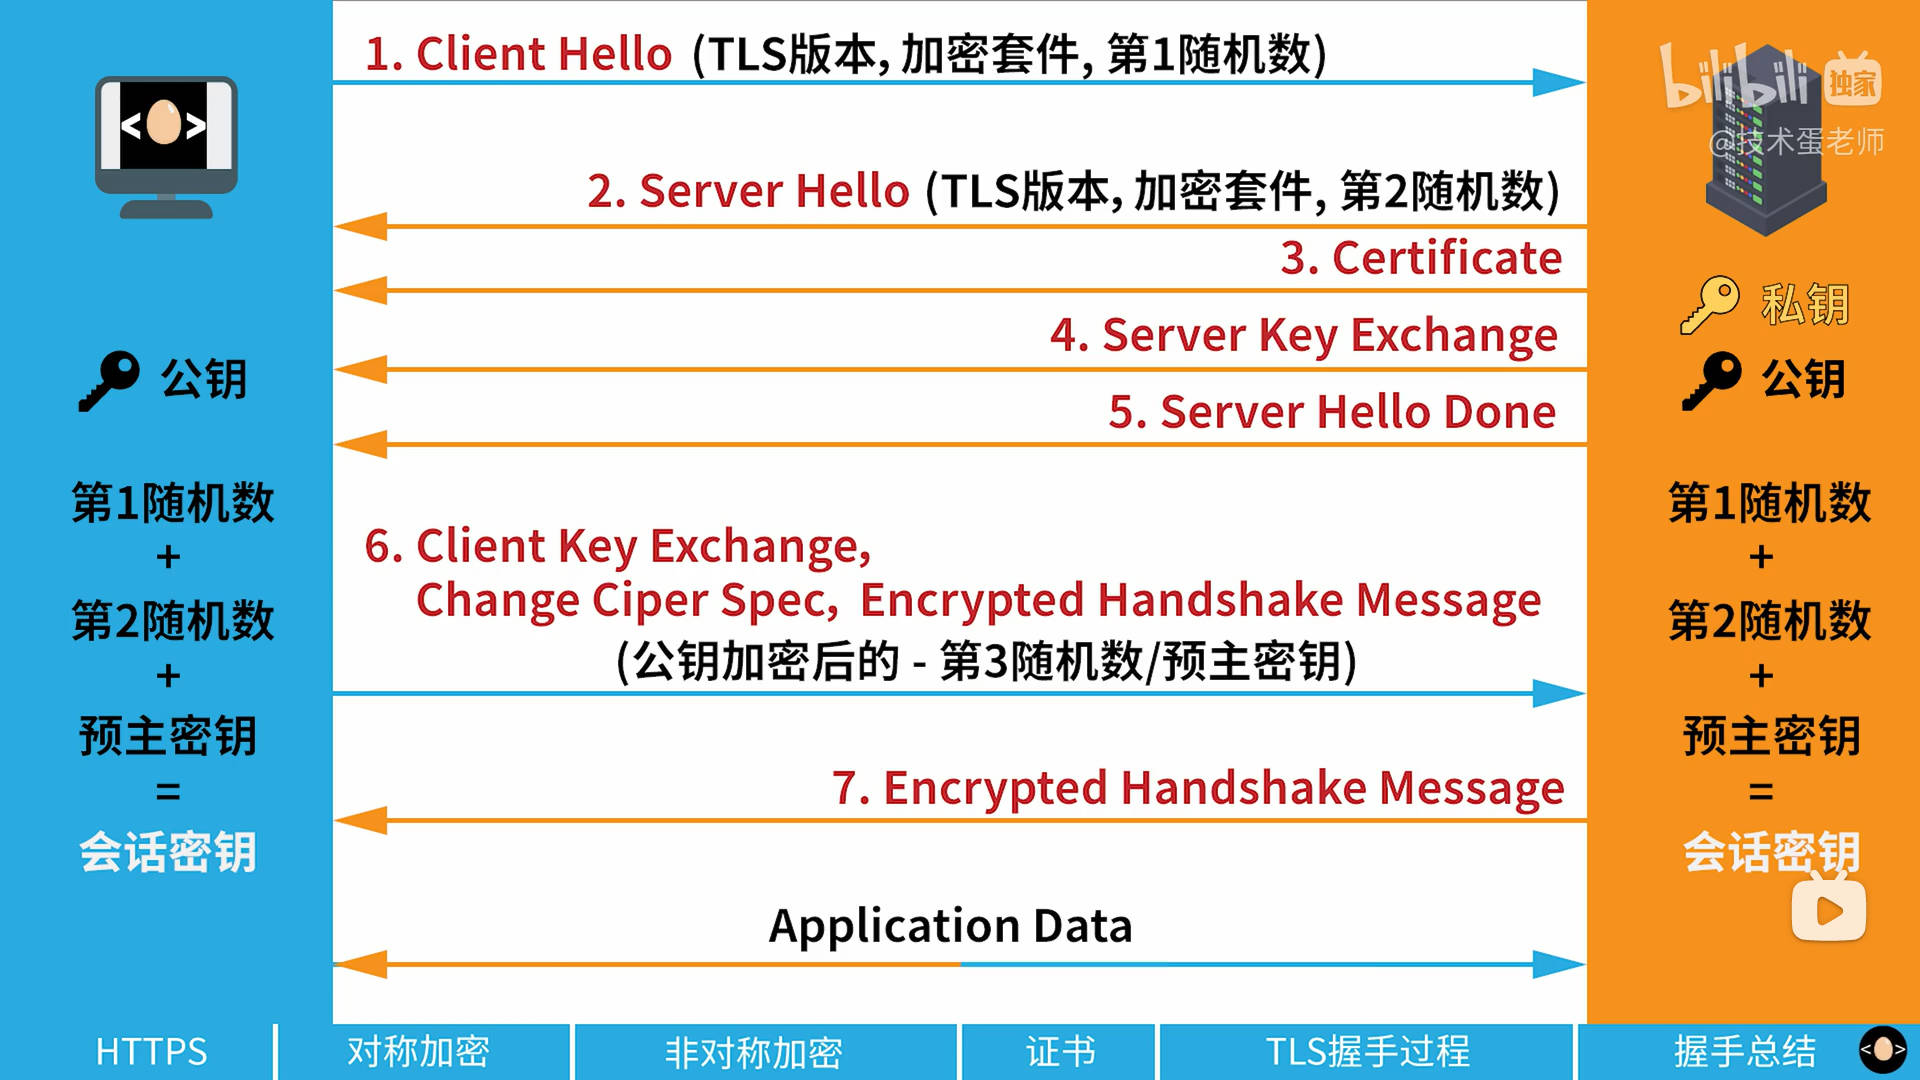 1. Client Hello (TLS版本, 加密套件, 第1随机数)
bilibili 独家
@技术蛋老师
< >
2. Server Hello (TLS版本, 加密套件, 第2随机数)
3. Certificate
私钥
4. Server Key Exchange
公钥
公钥
5. Server Hello Done
第1随机数
+
第2随机数
+
预主密钥
=
会话密钥
6. Client Key Exchange,
Change Ciper Spec, Encrypted Handshake Message
(公钥加密后的 - 第3随机数/预主密钥)
第1随机数
+
第2随机数
+
预主密钥
=
会话密钥
7. Encrypted Handshake Message
Application Data
HTTPS
对称加密
非对称加密
证书
TLS握手过程
握手总结
< >